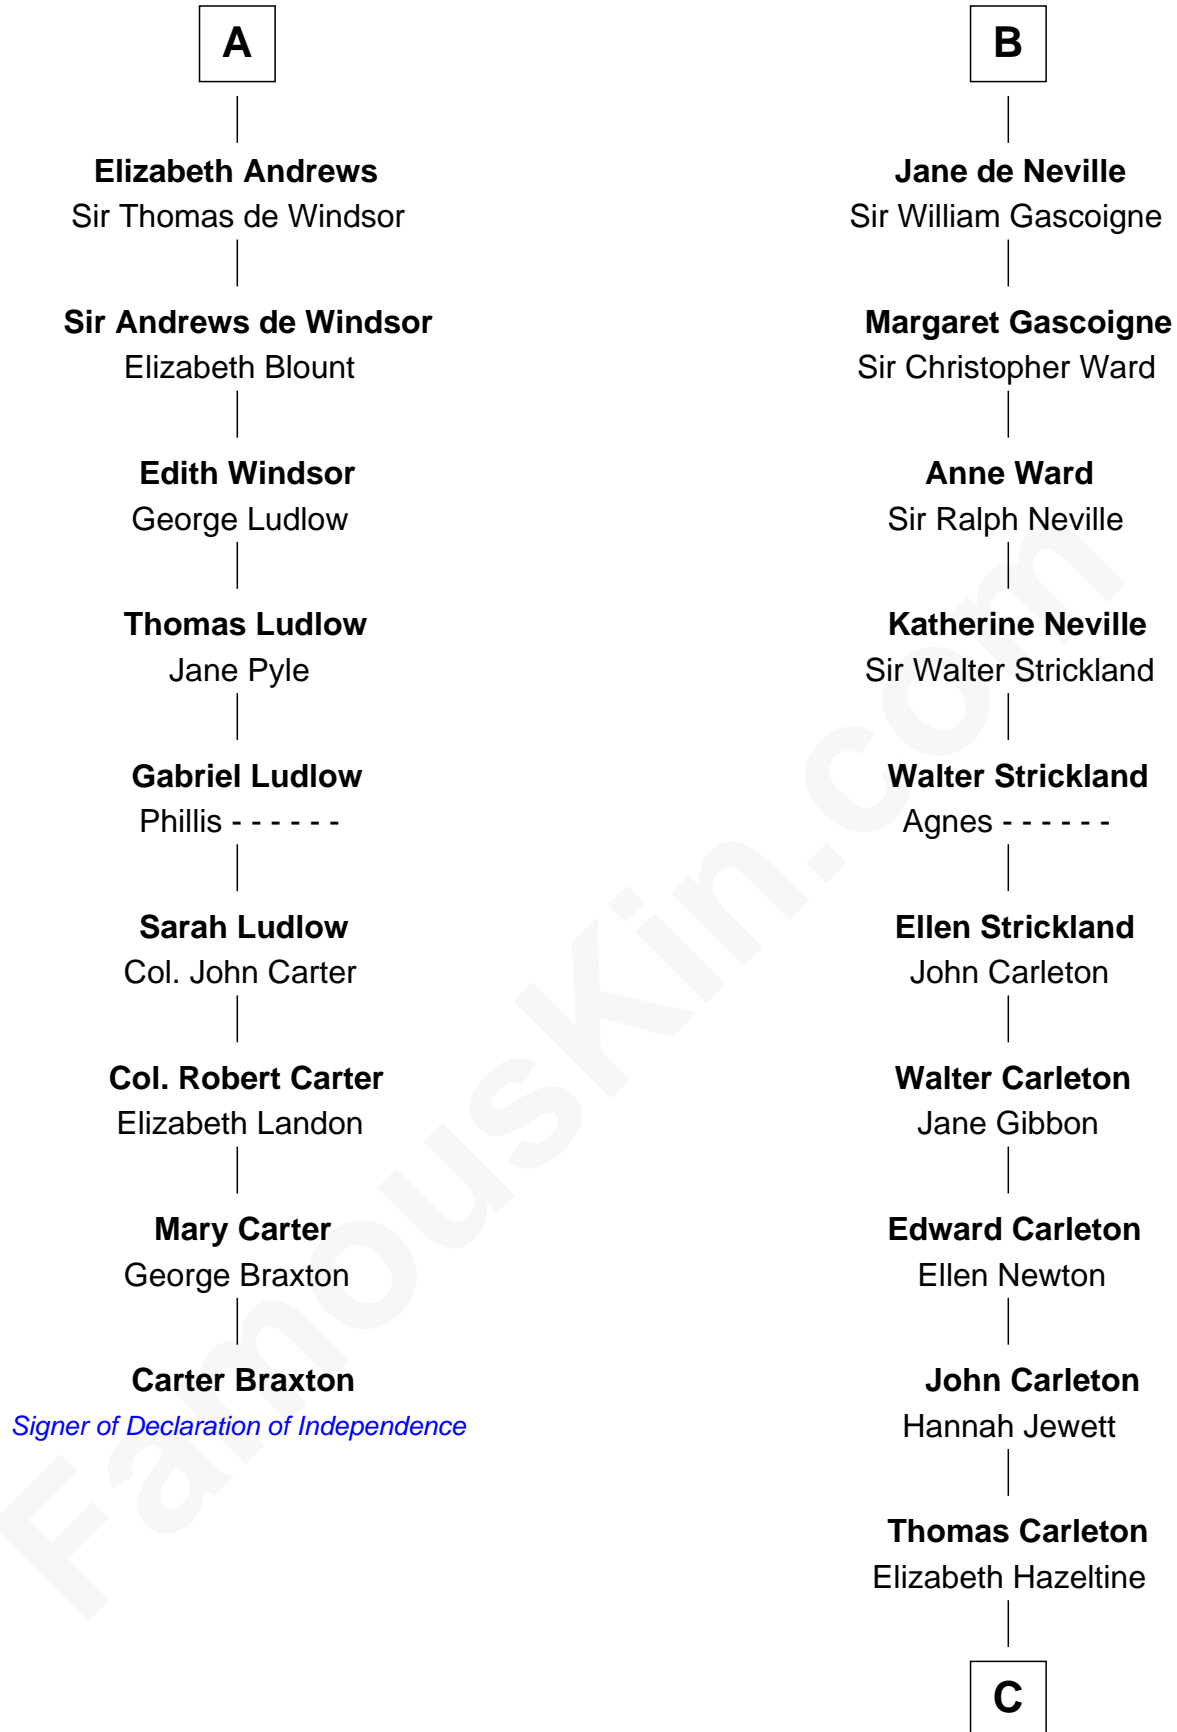 A
Elizabeth Andrews
Sir Thomas de Windsor
Sir Andrews de Windsor
Elizabeth Blount
Edith Windsor
George Ludlow
Thomas Ludlow
Jane Pyle
Gabriel Ludlow
Phillis - - - - - -
Sarah Ludlow
Col. John Carter
Col. Robert Carter
Elizabeth Landon
Mary Carter
George Braxton
Carter Braxton
Signer of Declaration of Independence
B
Jane de Neville
Sir William Gascoigne
Margaret Gascoigne
Sir Christopher Ward
Anne Ward
Sir Ralph Neville
Katherine Neville
Sir Walter Strickland
Walter Strickland
Agnes - - - - - -
Ellen Strickland
John Carleton
Walter Carleton
Jane Gibbon
Edward Carleton
Ellen Newton
John Carleton
Hannah Jewett
Thomas Carleton
Elizabeth Hazeltine
C
FamousKin.com